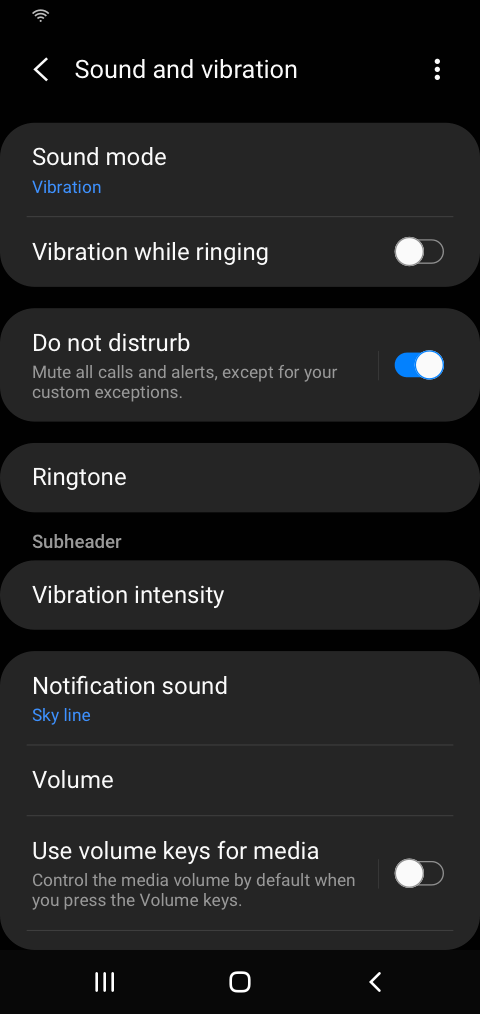 Sound and vibration
Sound mode
Vibration
Vibration while ringing
Do not distrurb
Mute all calls and alerts, except for your
custom exceptions.
Ringtone
Subheader
Vibration intensity
Notification sound
Sky line
Volume
Use volume keys for media
Control the media volume by default when
you press the Volume keys.